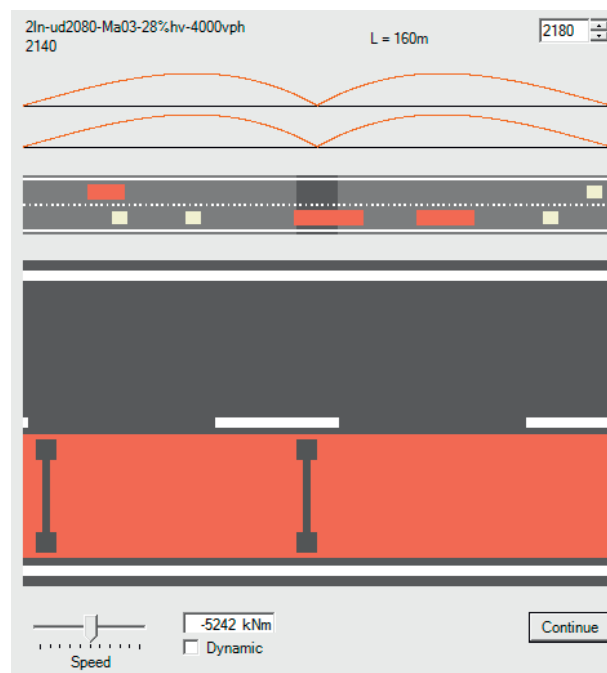 2ln-ud2080-Ma03-28%hv-4000vph
2140
L = 160m
2180
-5242 kNm
Dynamic
Speed
Continue